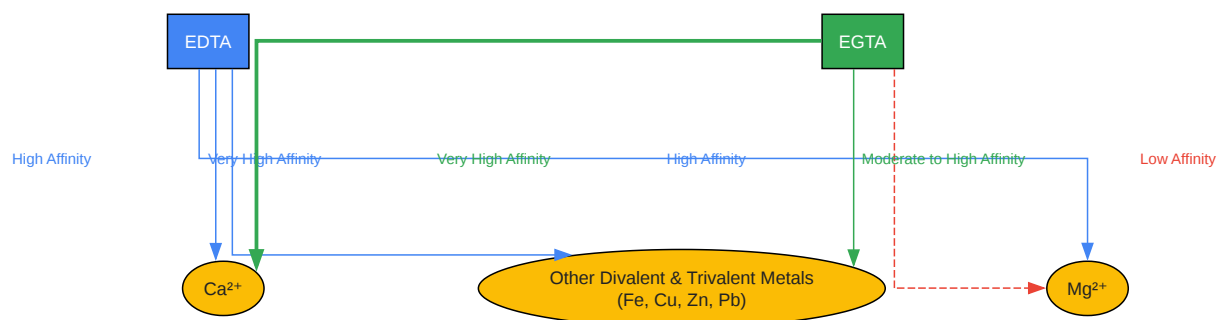 EDTA
EGTA
High Affinity
Very High Affinity
Very High Affinity
High Affinity
Moderate to High Affinity
Low Affinity
Ca²⁺
Other Divalent & Trivalent Metals
(Fe, Cu, Zn, Pb)
Mg²⁺